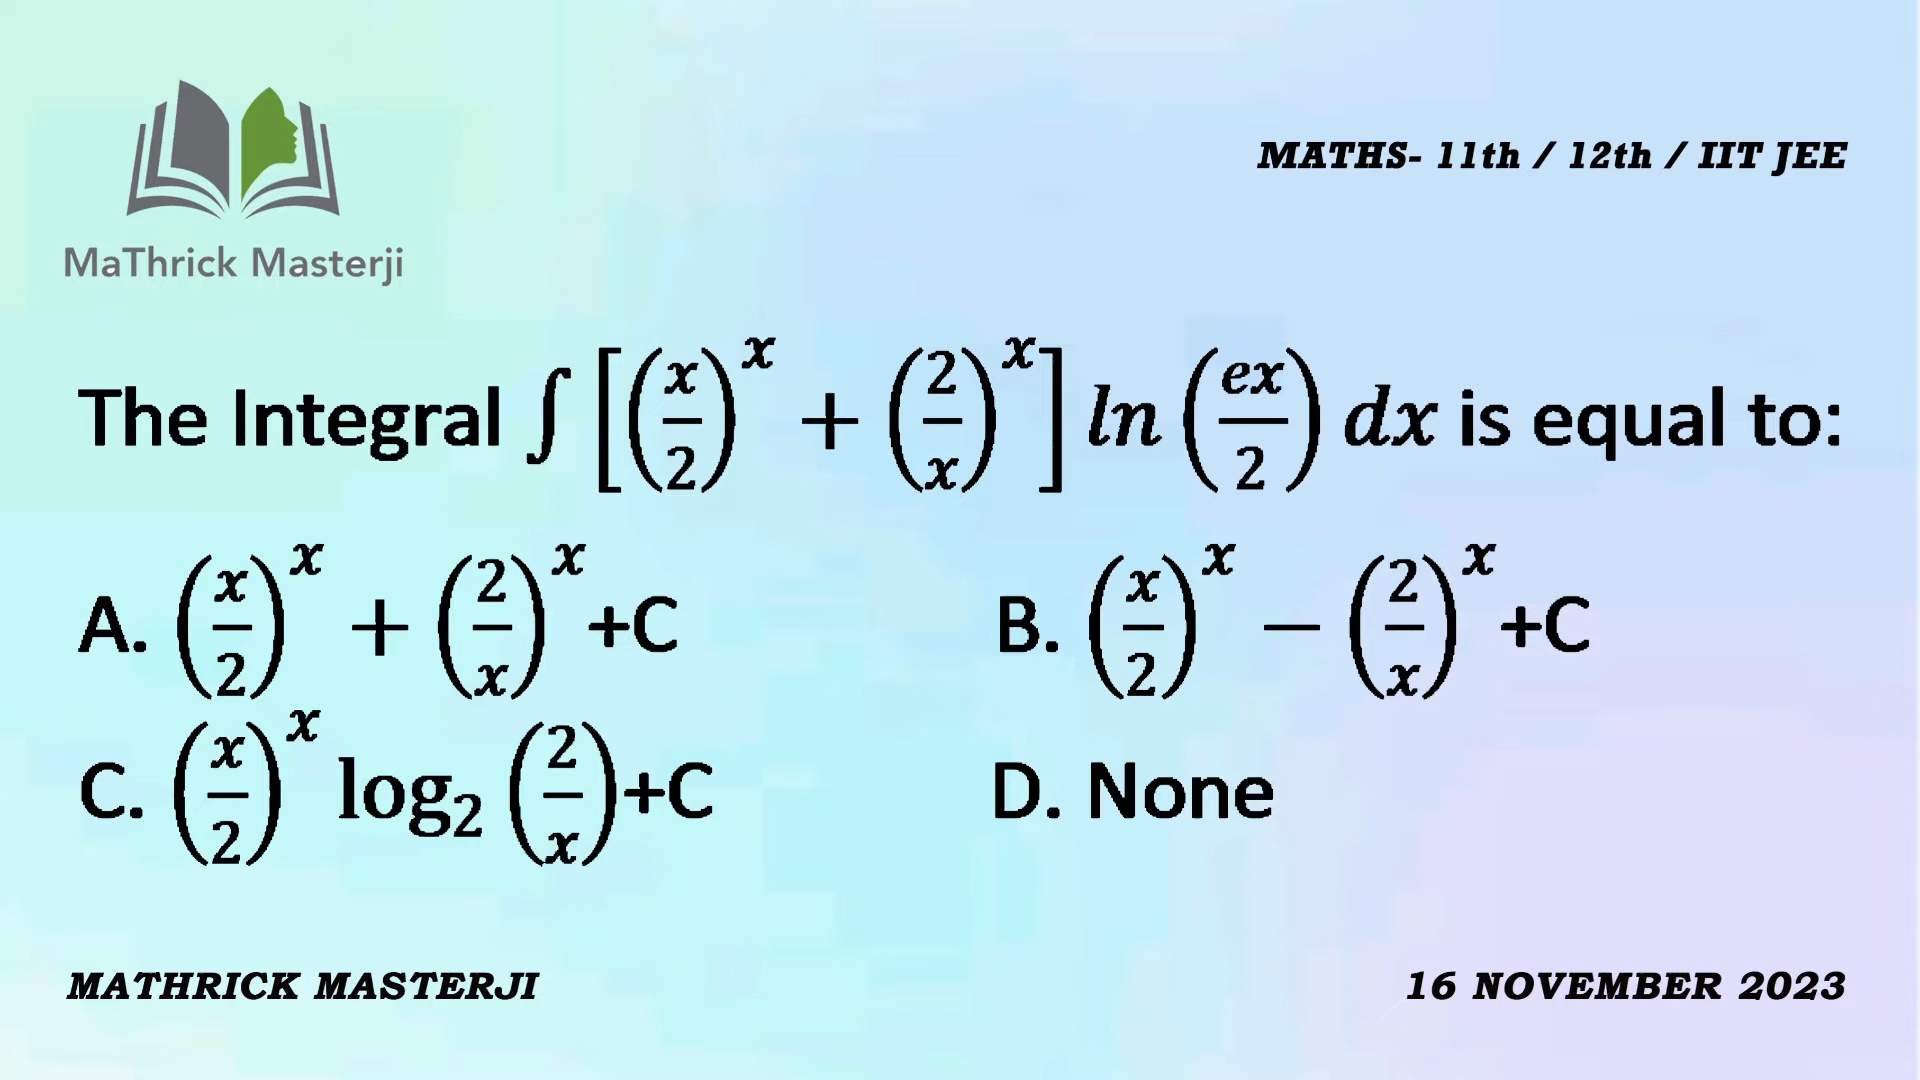 MaThrick Masterji
MATHS- 11th / 12th / IIT JEE
The Integral ∫ [(x/2)^x + (2/x)^x] ln (ex/2) dx is equal to:
A. (x/2)^x + (2/x)^x +C
B. (x/2)^x − (2/x)^x +C
C. (x/2)^x log₂ (2/x)+C
D. None
MATHRICK MASTERJI
16 NOVEMBER 2023